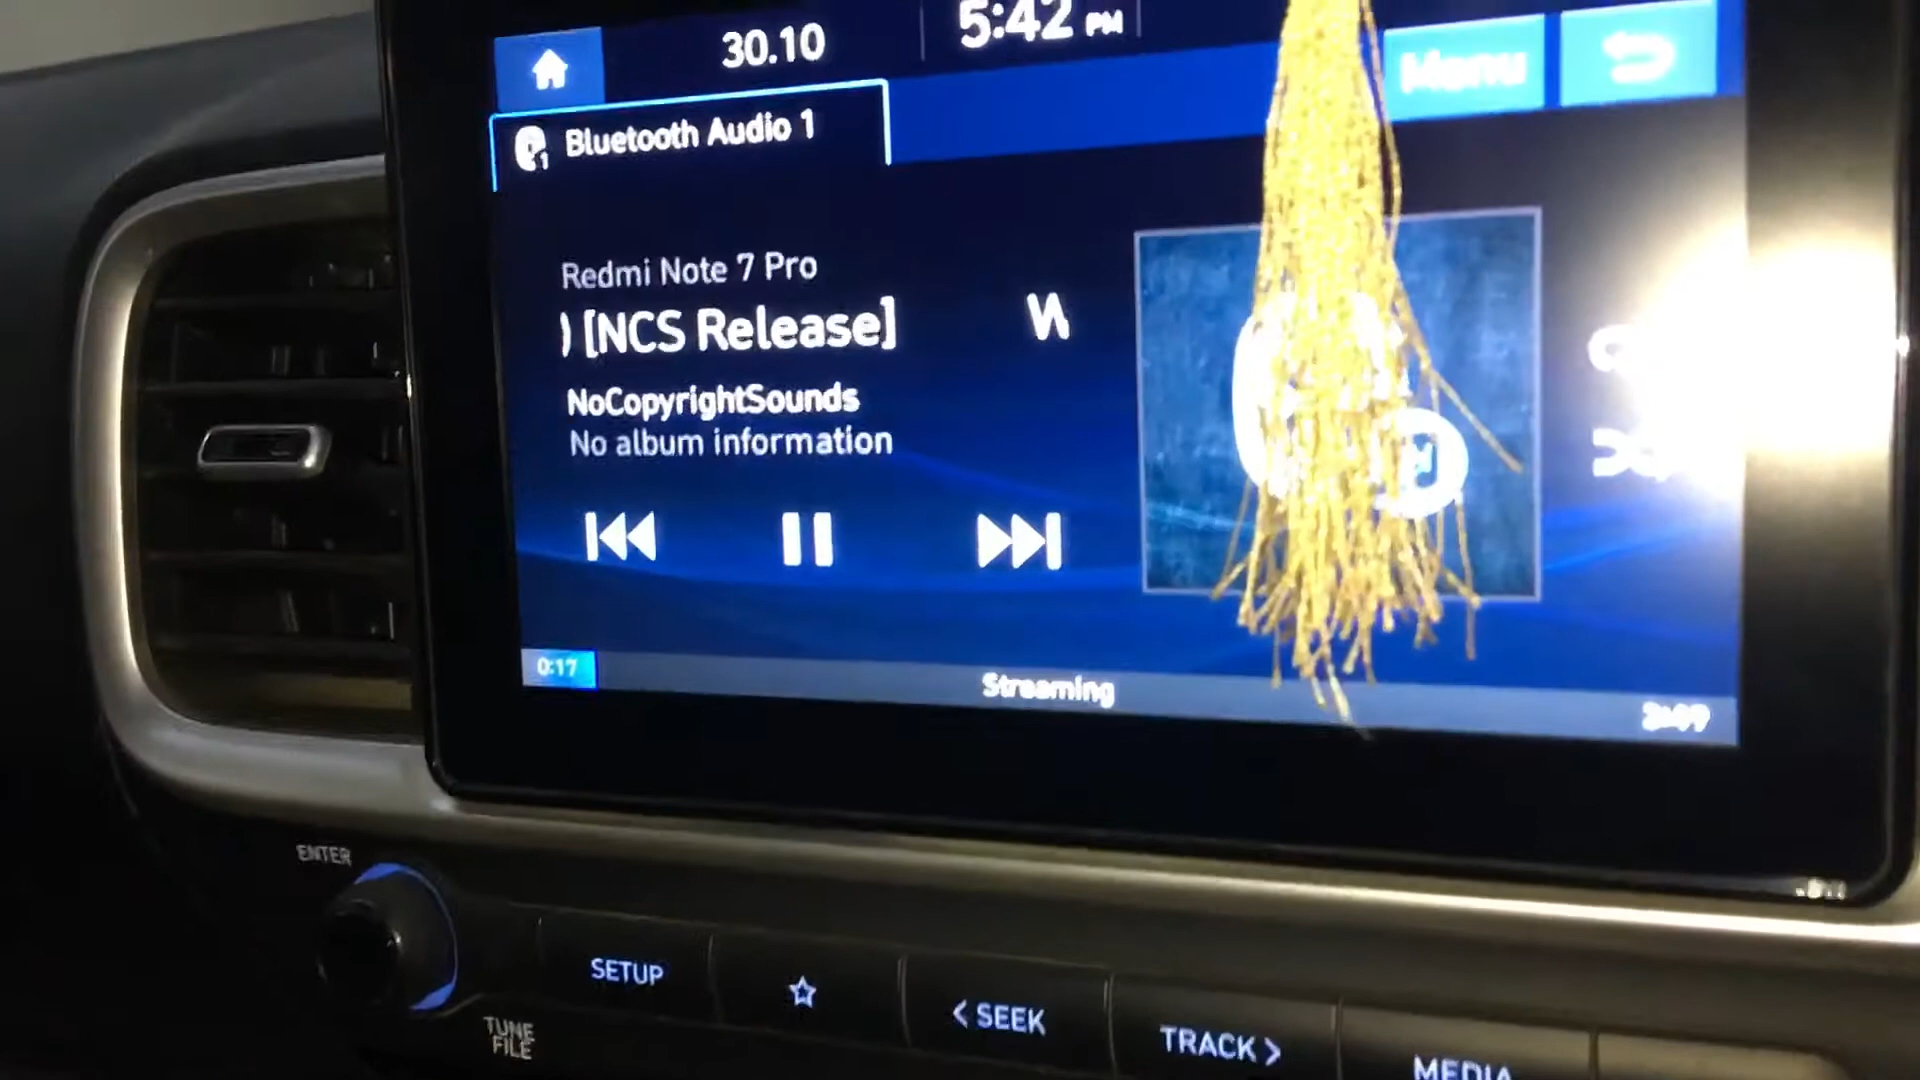 30.10
5:42 PM
Menu
1
Bluetooth Audio 1
Redmi Note 7 Pro
) [NCS Release]
NoCopyrightSounds
No album information
0:17
Streaming
ENTER
TUNE
FILE
SETUP
< SEEK
TRACK >
MEDIA